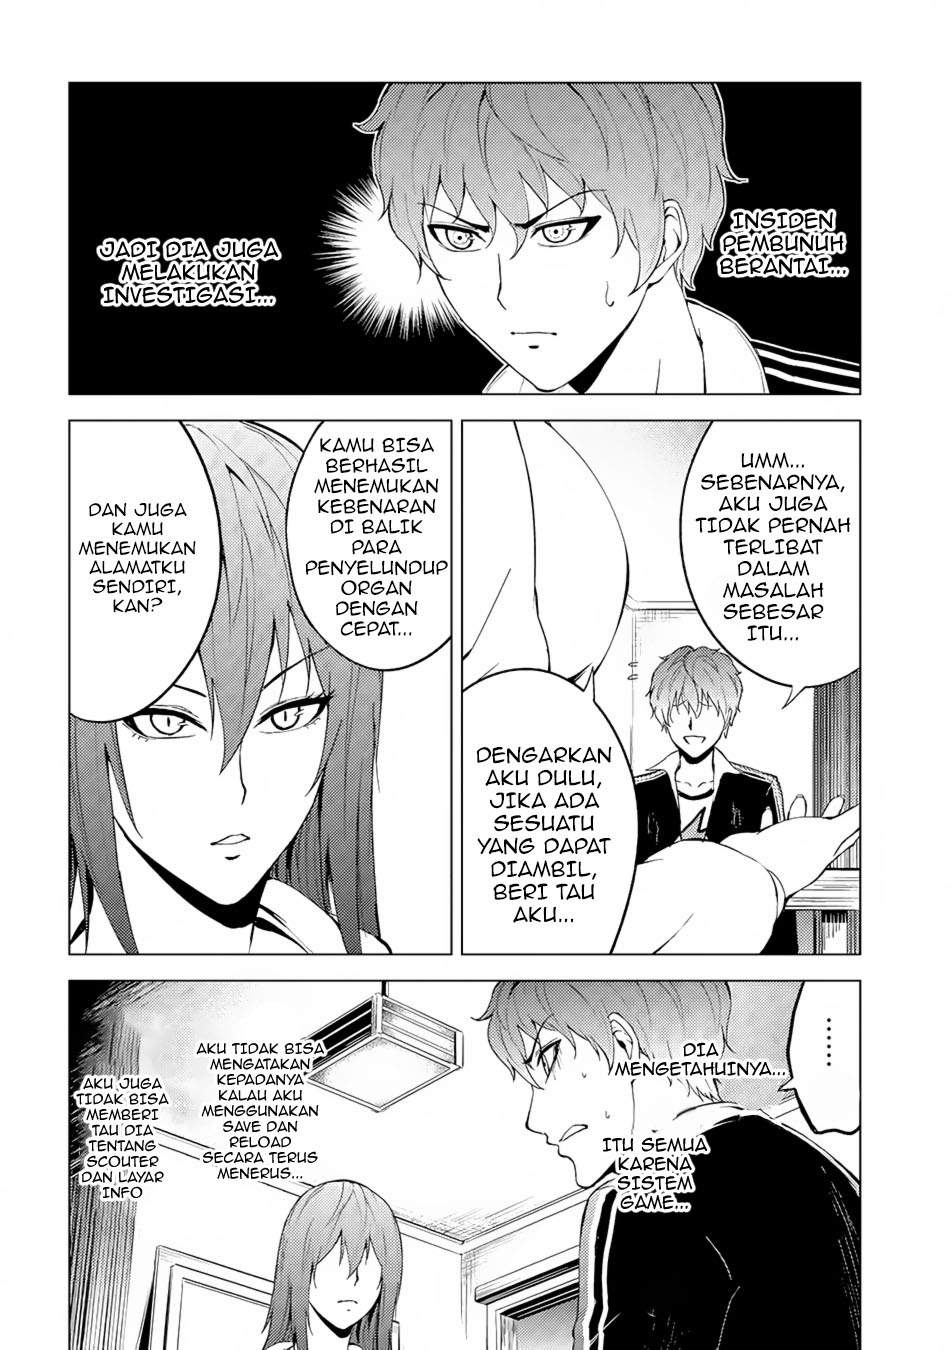 INSIDEN
PEMBUNUH
BERANTAI...
JADI DIA JUGA
MELAKUKAN
INVESTIGASI...
UMM...
SEBENARNYA,
AKU JUGA
TIDAK PERNAH
TERLIBAT
DALAM
MASALAH
SEBESAR
ITU...
DENGARKAN
AKU DULU,
JIKA ADA
SESUATU
YANG DAPAT
DIAMBIL,
BERI TAU
AKU...
KAMU BISA
BERHASIL
MENEMUKAN
KEBENARAN
DI BALIK
PARA
PENYELUNDUP
ORGAN
DENGAN
CEPAT...
DAN JUGA
KAMU
MENEMUKAN
ALAMATKU
SENDIRI,
KAN?
......
DIA
MENGETAHUINYA...
ITU SEMUA
KARENA
SISTEM
GAME...
AKU TIDAK BISA
MENGATAKAN
KEPADANYA
KALAU AKU
MENGGUNAKAN
SAVE DAN
RELOAD
SECARA TERUS
MENERUS...
AKU JUGA
TIDAK BISA
MEMBERI
TAU DIA
TENTANG
SCOUTER
DAN LAYAR
INFO